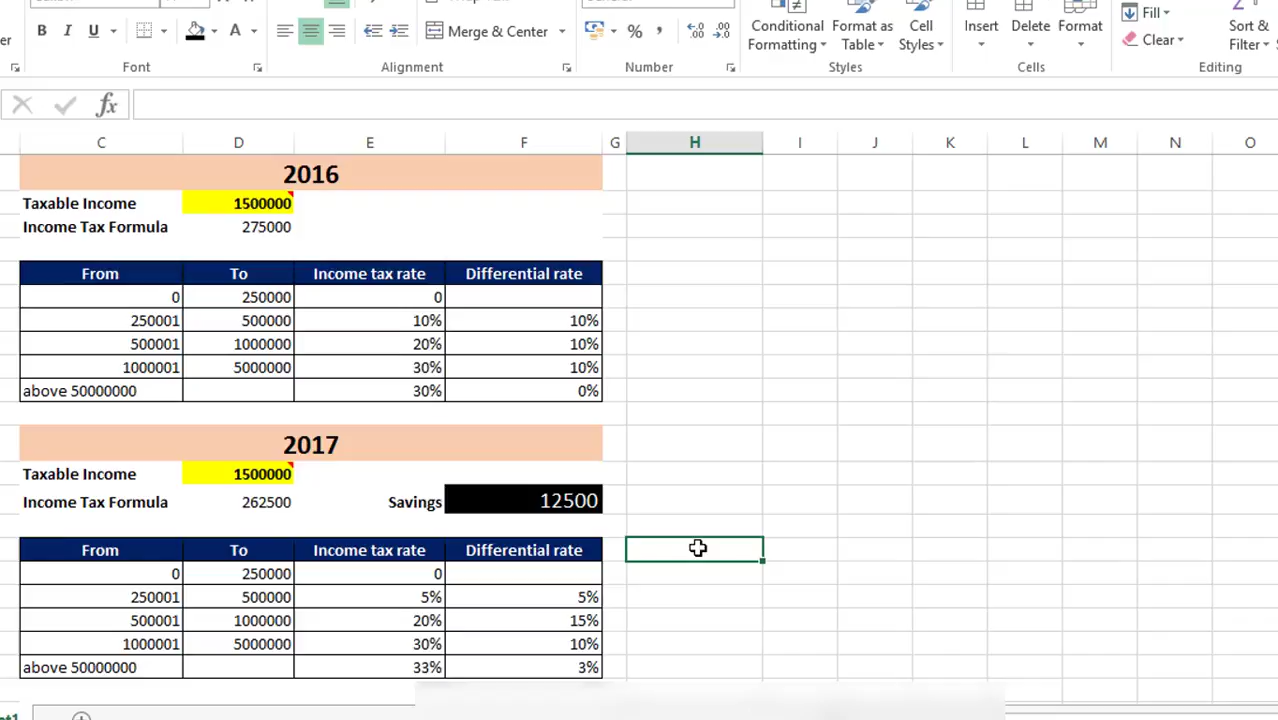 B I U A Merge & Center % , Conditional Format as Cell Insert Delete Format Fill Sort &
Formatting Table Styles Clear Filter
Font Alignment Number Styles Cells Editing
fx
C D E F G H I J K L M N O
2016
Taxable Income 1500000
Income Tax Formula 275000
From To Income tax rate Differential rate
0 250000 0
250001 500000 10% 10%
500001 1000000 20% 10%
1000001 5000000 30% 10%
above 50000000 30% 0%
2017
Taxable Income 1500000
Income Tax Formula 262500 Savings 12500
From To Income tax rate Differential rate
0 250000 0
250001 500000 5% 5%
500001 1000000 20% 15%
1000001 5000000 30% 10%
above 50000000 33% 3%